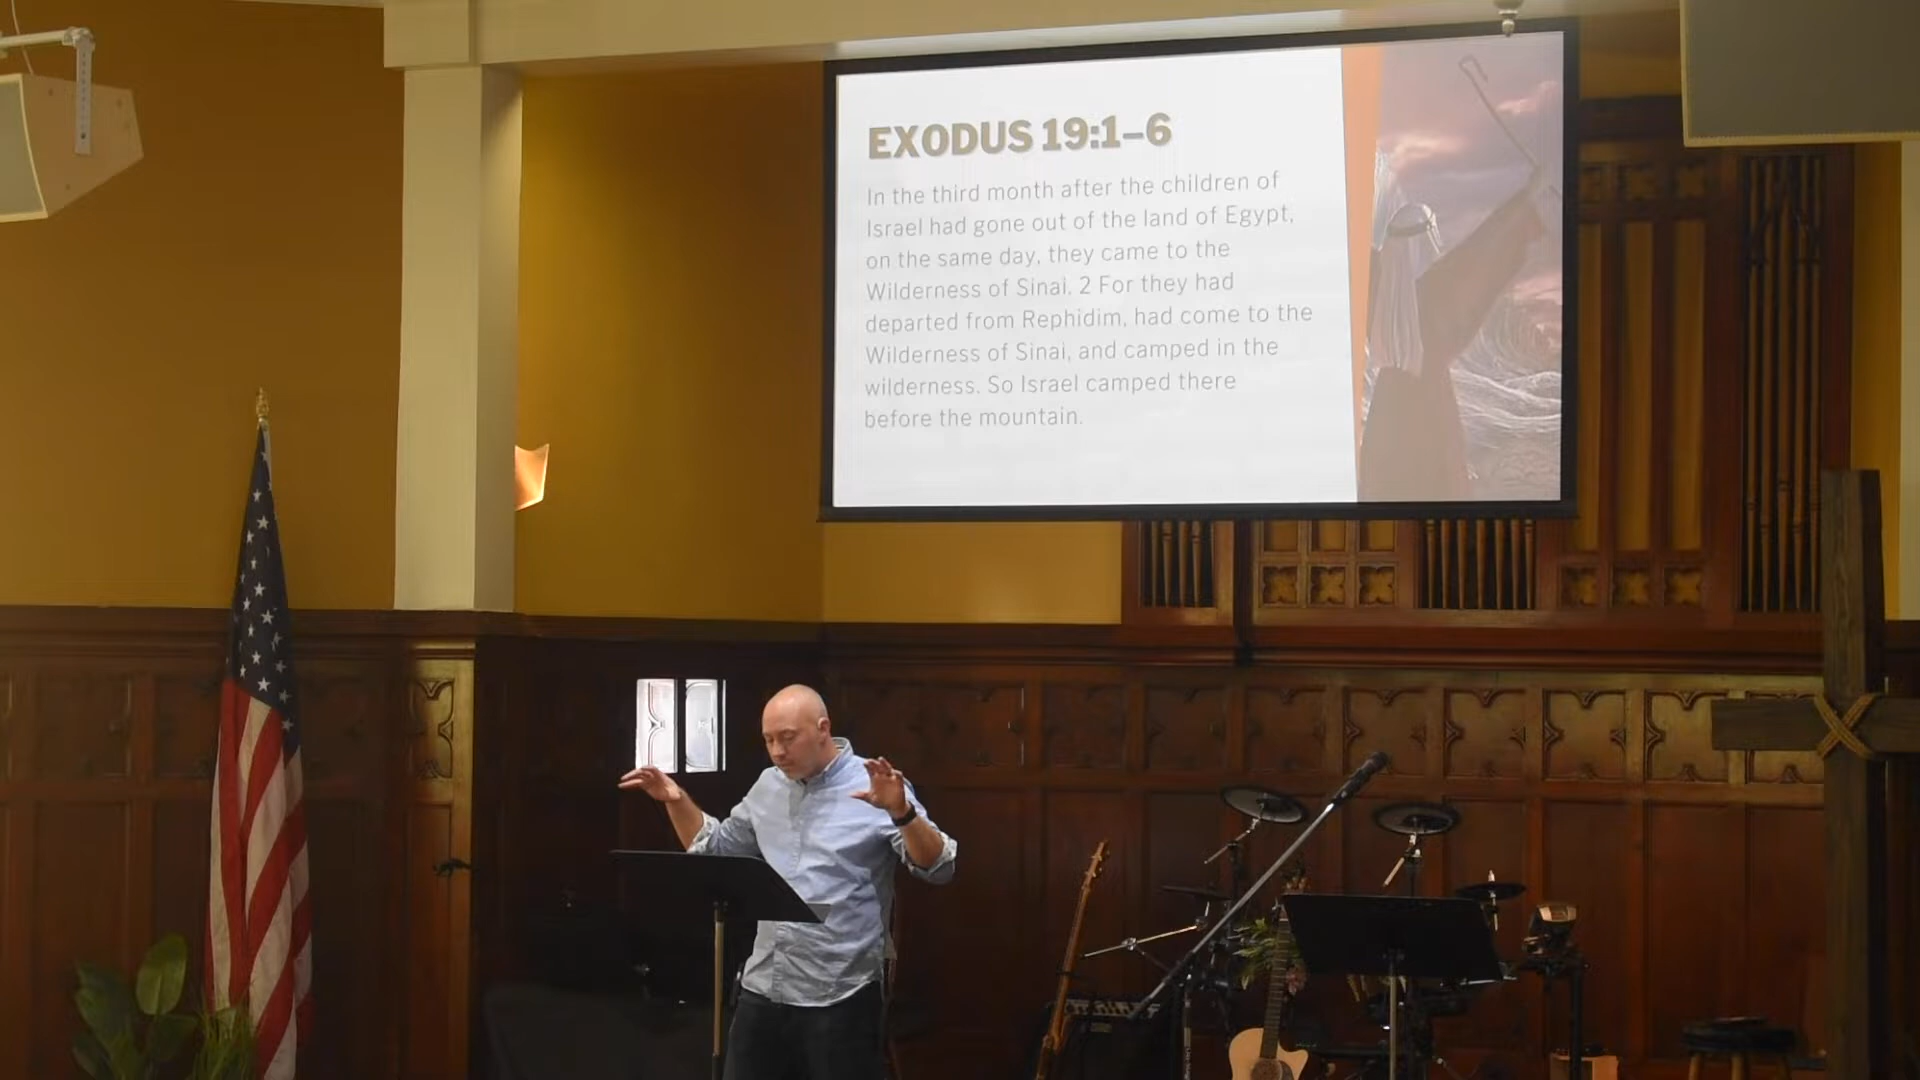 EXODUS 19:1–6
In the third month after the children of
Israel had gone out of the land of Egypt,
on the same day, they came to the
Wilderness of Sinai. 2 For they had
departed from Rephidim, had come to the
Wilderness of Sinai, and camped in the
wilderness. So Israel camped there
before the mountain.